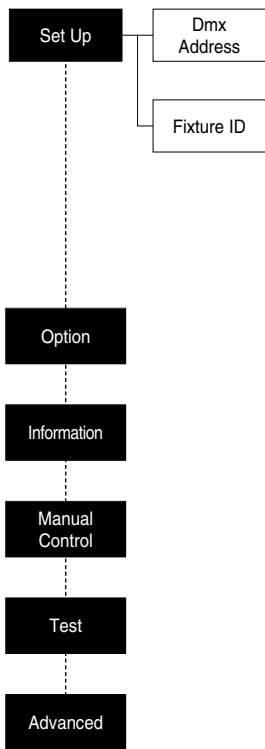 Set Up
Dmx
Address
Fixture ID
Option
Information
Manual
Control
Test
Advanced